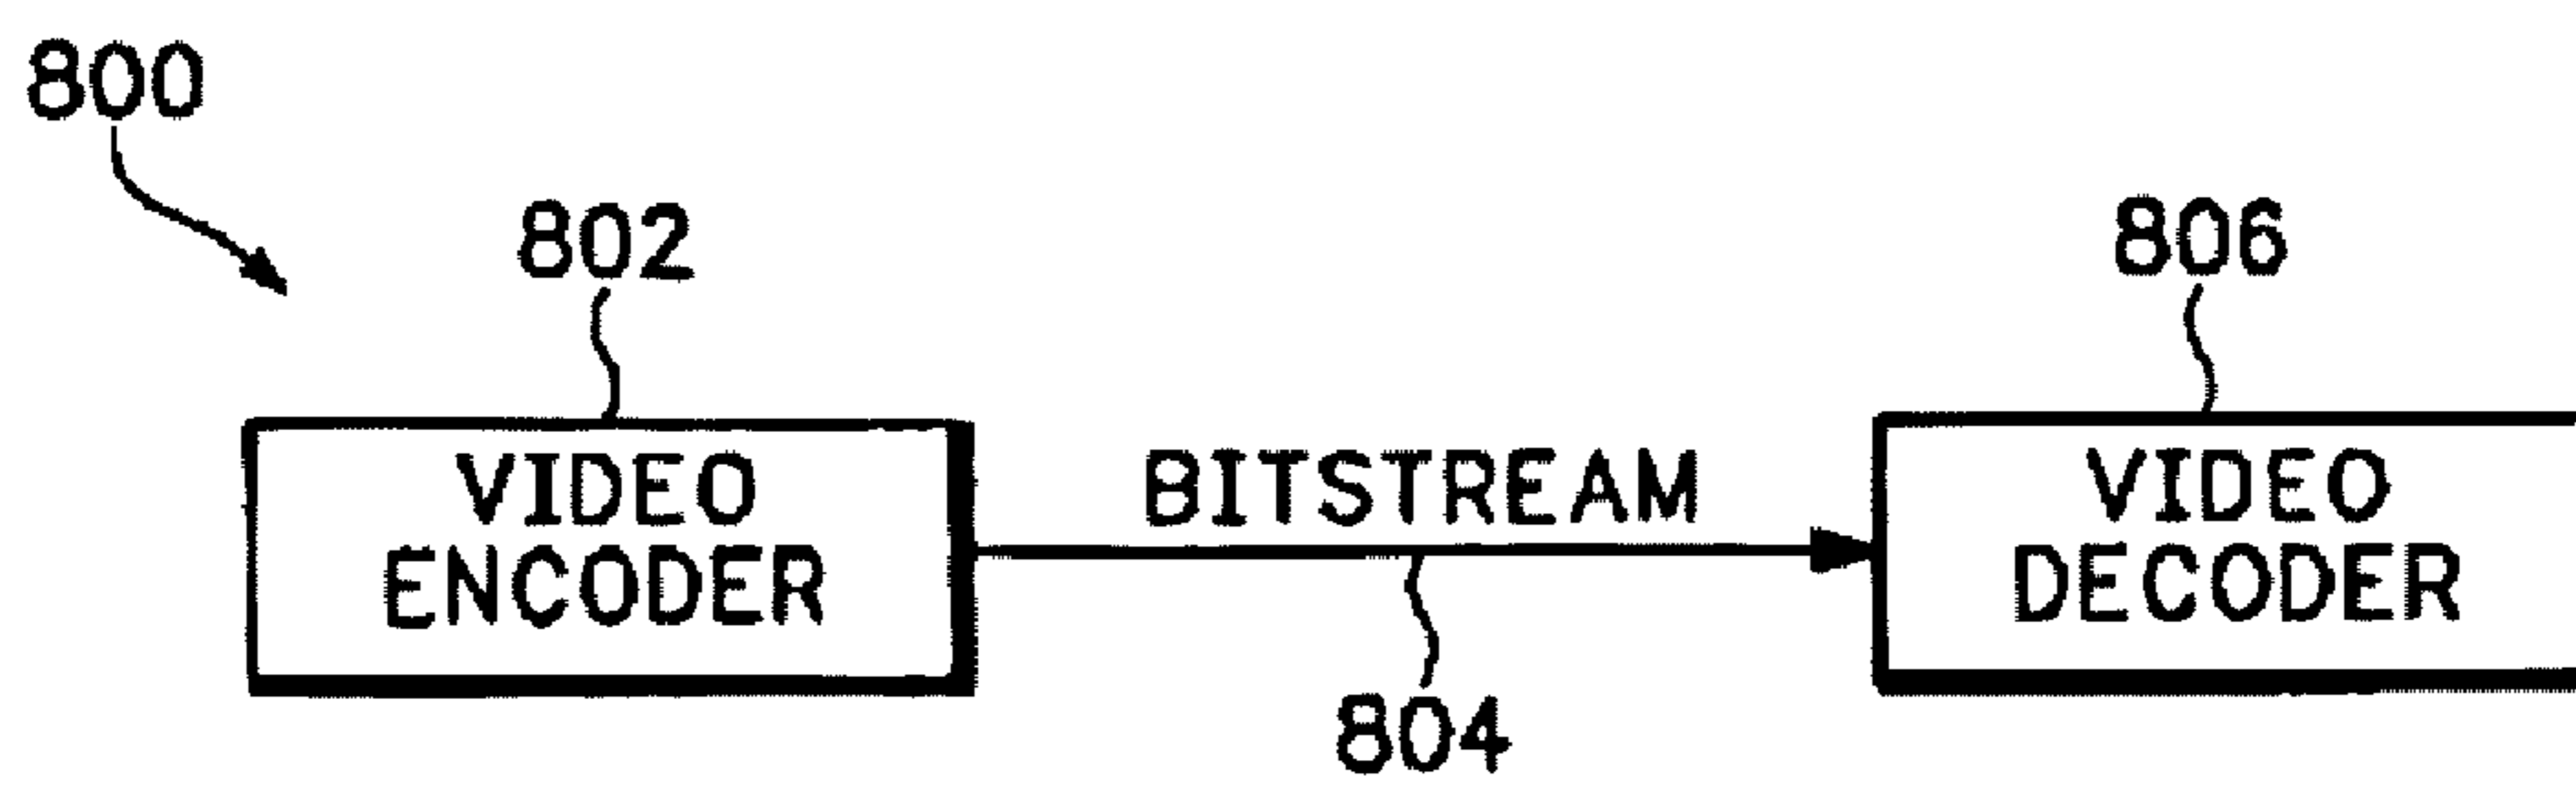 800
802
806
VIDEO
ENCODER
BITSTREAM
VIDEO
DECODER
804